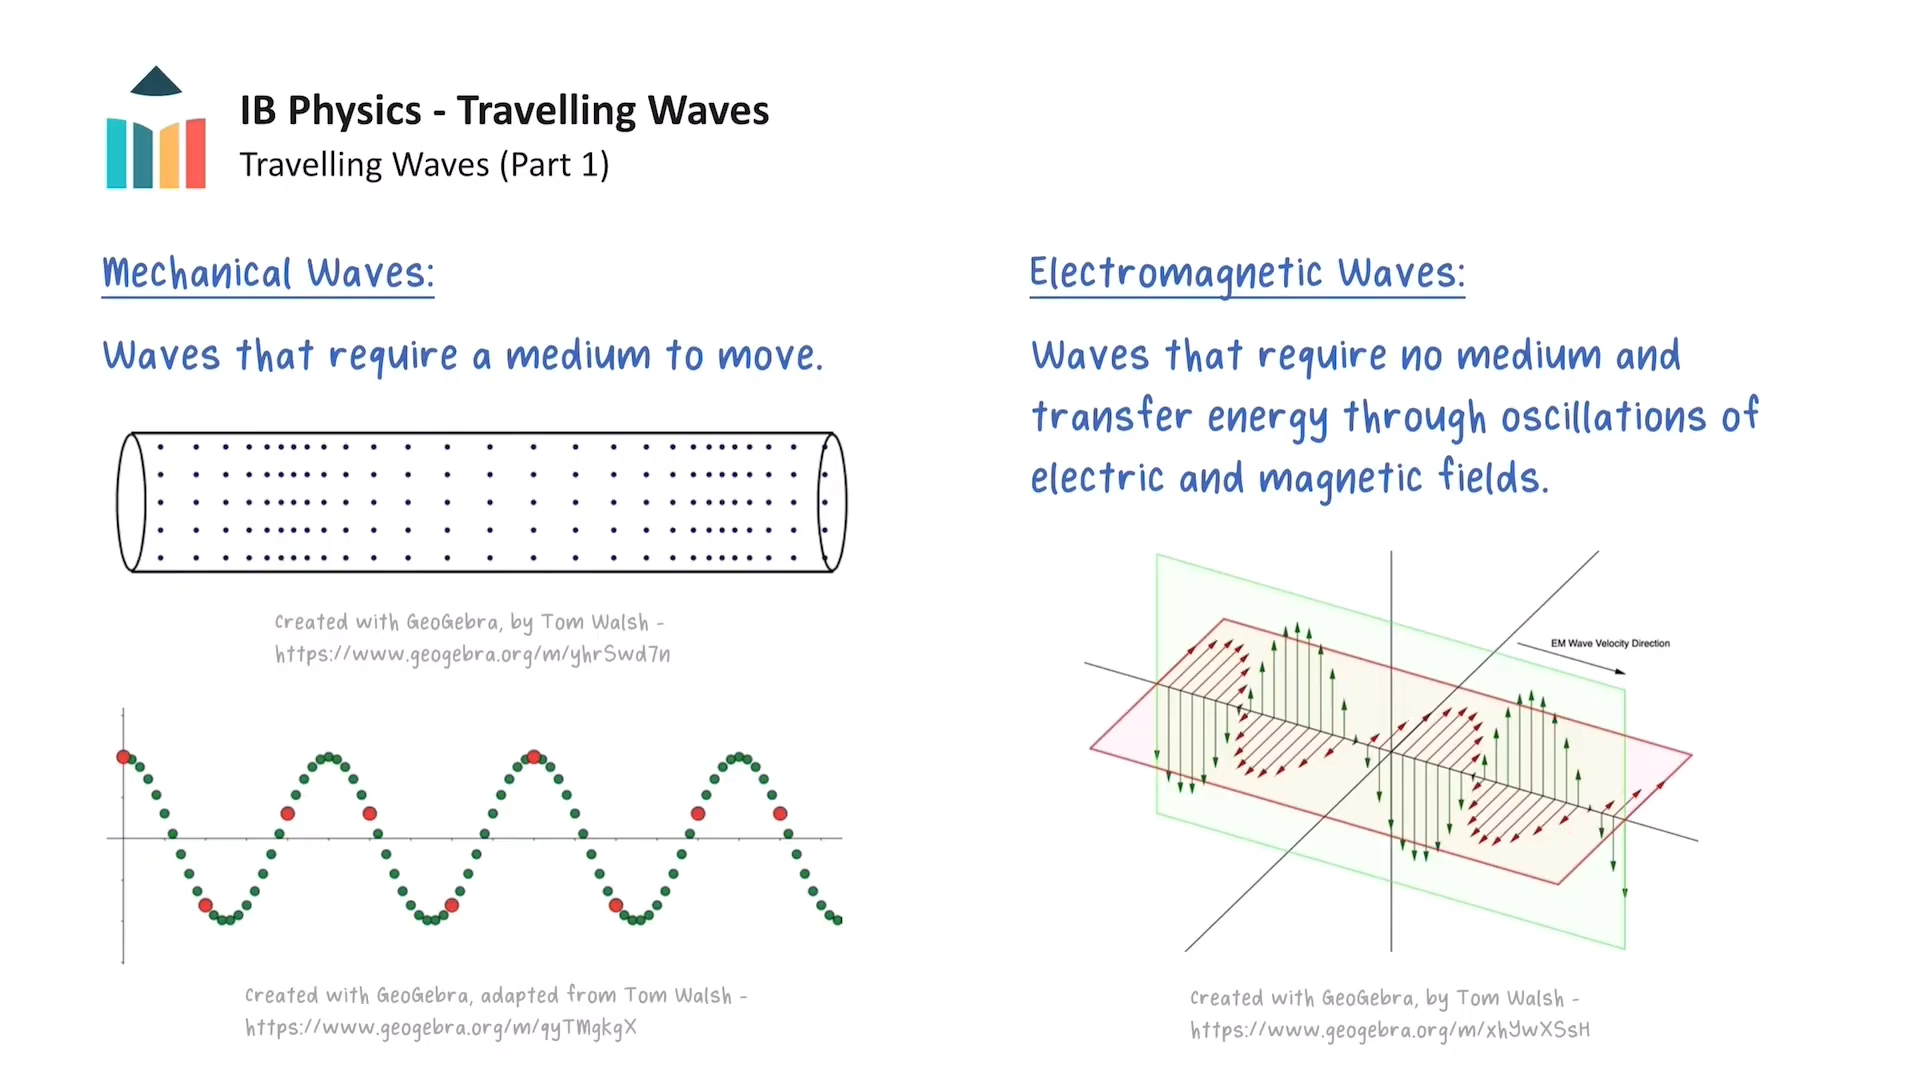 IB Physics - Travelling Waves
Travelling Waves (Part 1)
Mechanical Waves:
Waves that require a medium to move.
Created with GeoGebra, by Tom Walsh -
https://www.geogebra.org/m/yhrSwd7n
Created with GeoGebra, adapted from Tom Walsh -
https://www.geogebra.org/m/qyTMgkgX
Electromagnetic Waves:
Waves that require no medium and
transfer energy through oscillations of
electric and magnetic fields.
EM Wave Velocity Direction
Created with GeoGebra, by Tom Walsh -
https://www.geogebra.org/m/xhYwXSsH